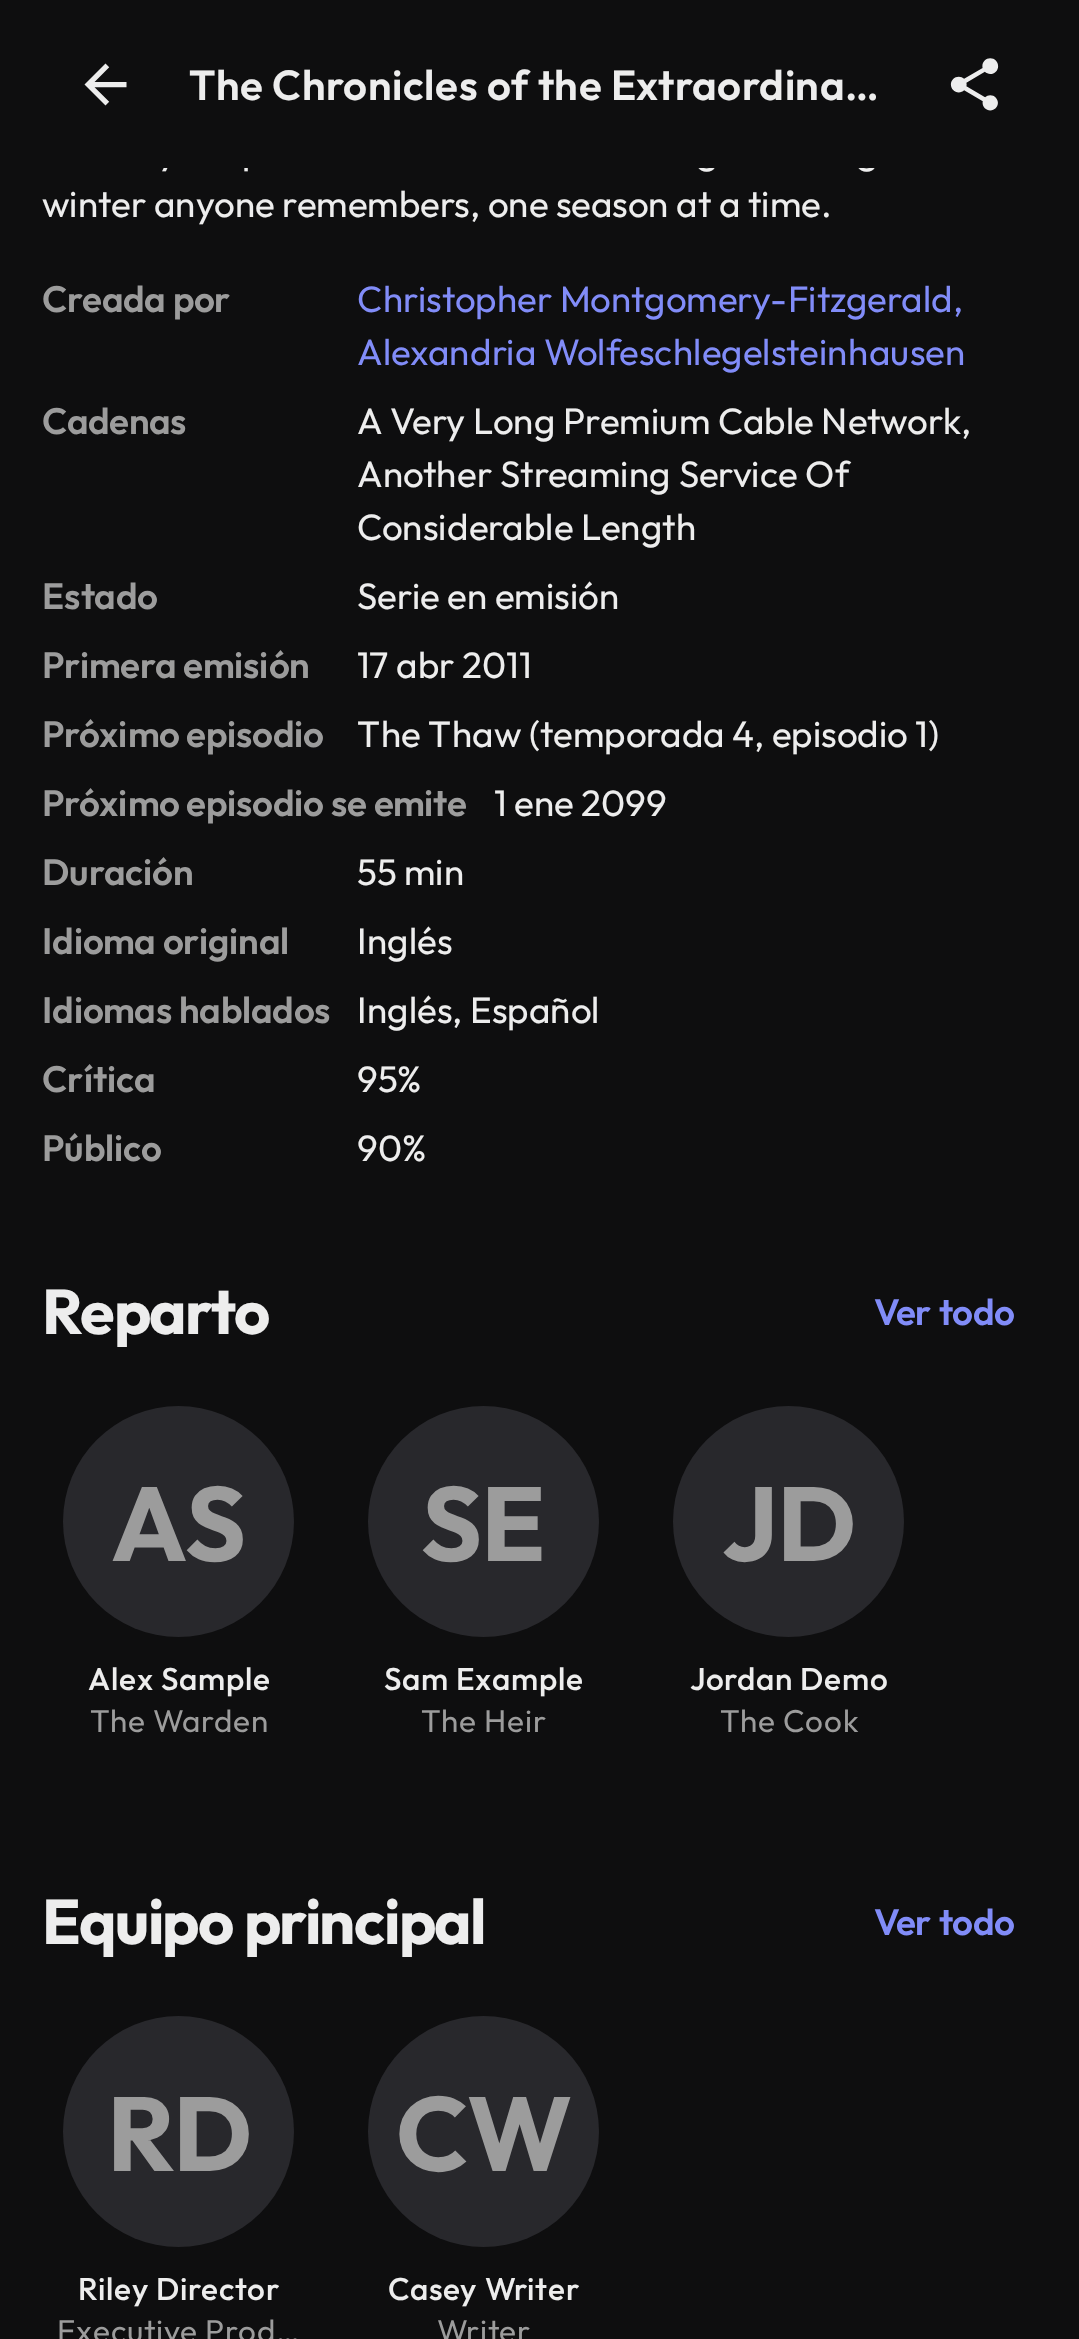 The Chronicles of the Extraordina...
winter anyone remembers, one season at a time.
Creada por
Christopher Montgomery-Fitzgerald,
Alexandria Wolfeschlegelsteinhausen
Cadenas
A Very Long Premium Cable Network,
Another Streaming Service Of
Considerable Length
Estado
Serie en emisión
Primera emisión
17 abr 2011
Próximo episodio
The Thaw (temporada 4, episodio 1)
Próximo episodio se emite
1 ene 2099
Duración
55 min
Idioma original
Inglés
Idiomas hablados
Inglés, Español
Crítica
95%
Público
90%
Reparto
Ver todo
AS
SE
JD
Alex Sample
Sam Example
Jordan Demo
The Warden
The Heir
The Cook
Equipo principal
Ver todo
RD
CW
Riley Director
Casey Writer
Executive Prod...
Writer